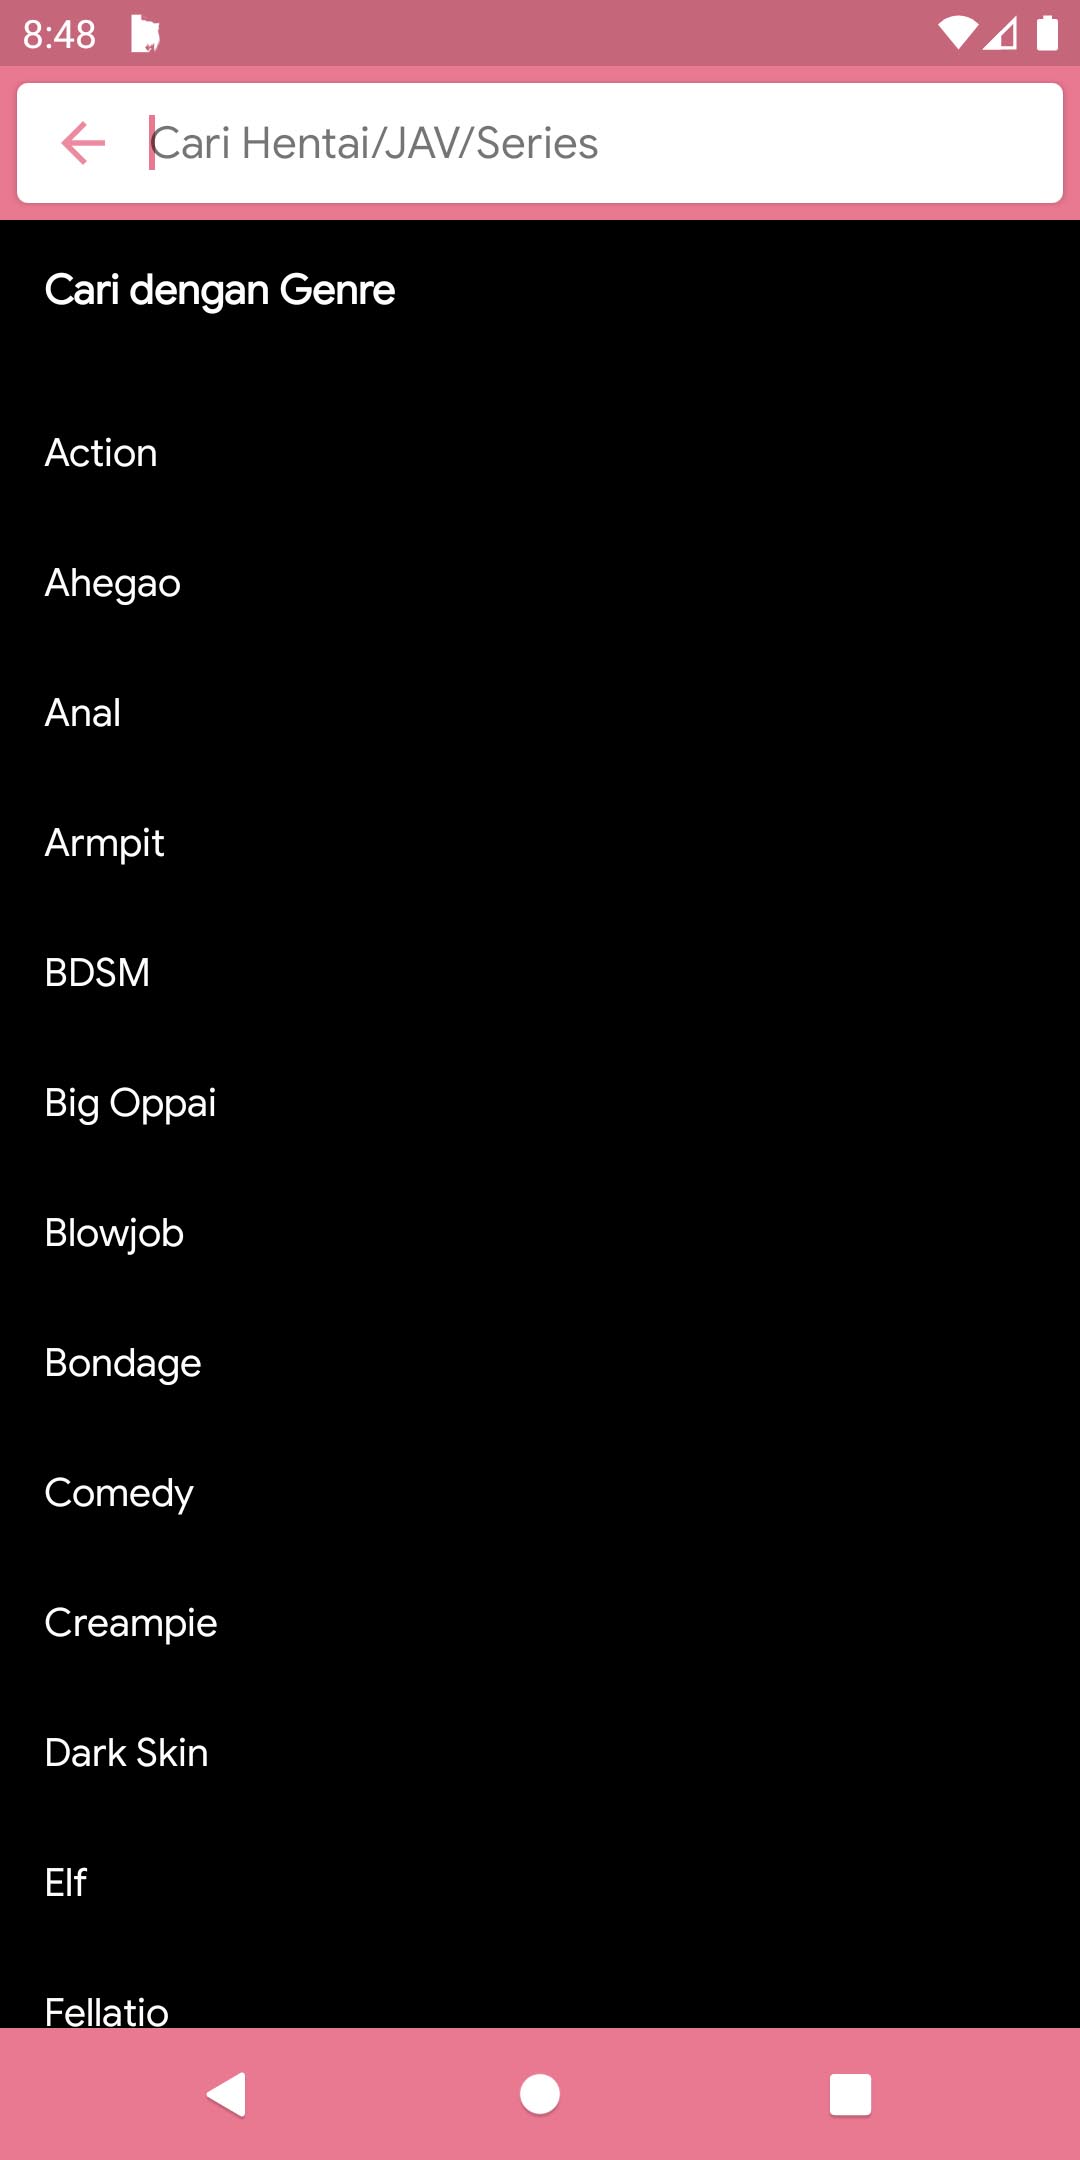 8:48
Cari Hentai/JAV/Series
Cari dengan Genre
Action
Ahegao
Anal
Armpit
BDSM
Big Oppai
Blowjob
Bondage
Comedy
Creampie
Dark Skin
Elf
Fellatio